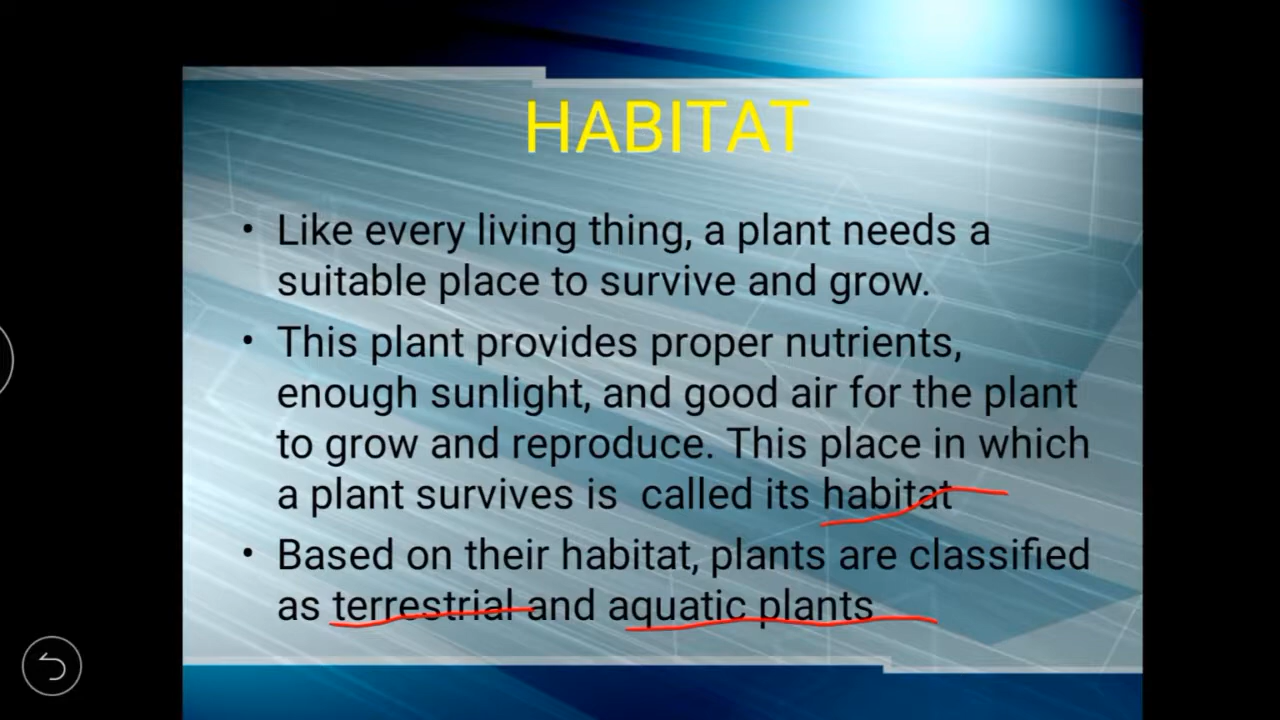 HABITAT
• Like every living thing, a plant needs a
suitable place to survive and grow.
• This plant provides proper nutrients,
enough sunlight, and good air for the plant
to grow and reproduce. This place in which
a plant survives is  called its habitat
• Based on their habitat, plants are classified
as terrestrial and aquatic plants